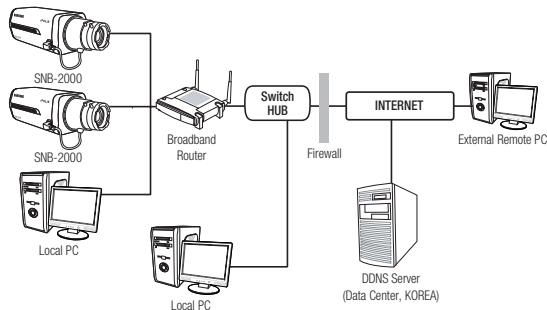 SNB-2000
SNB-2000
Local PC
Broadband
Router
Local PC
Switch
HUB
Firewall
INTERNET
External Remote PC
DDNS Server
(Data Center, KOREA)